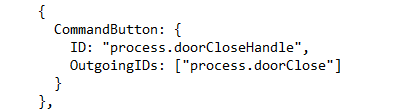 {
CommandButton: {
ID: "process.doorCloseHandle",
OutgoingIDs: ["process.doorClose"]
}
},